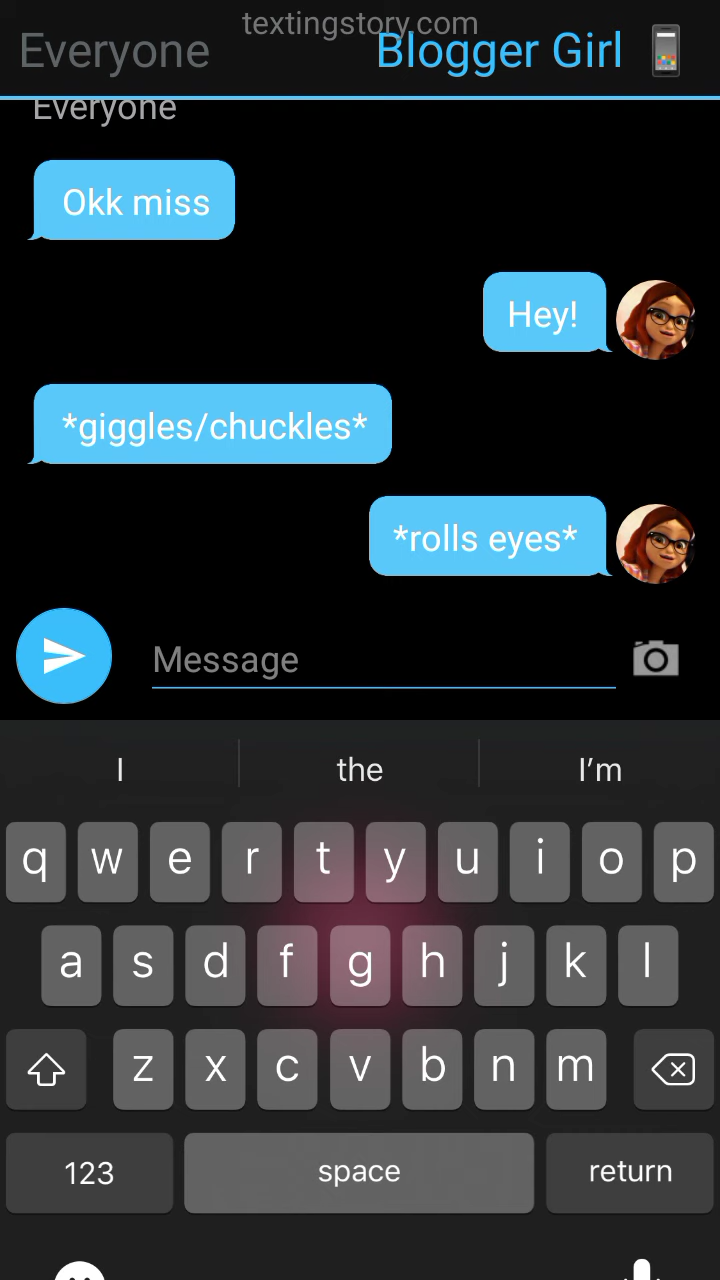 textingstory.com
Everyone
Blogger Girl
Everyone
Okk miss
Hey!
*giggles/chuckles*
*rolls eyes*
Message
I the I’m
q w e r t y u i o p
a s d f g h j k l
z x c v b n m
123 space return